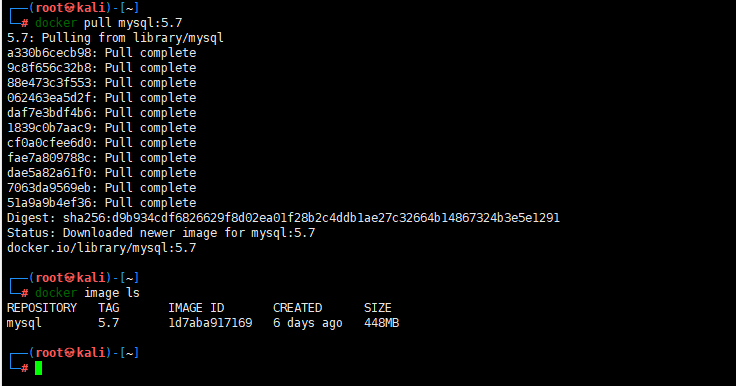 ┌──(root㉿kali)-[~]
└─# docker pull mysql:5.7
5.7: Pulling from library/mysql
a330b6cecb98: Pull complete
9c8f656c32b8: Pull complete
88e473c3f553: Pull complete
062463ea5d2f: Pull complete
daf7e3bdf4b6: Pull complete
1839c0b7aac9: Pull complete
cf0a0cfee6d0: Pull complete
fae7a809788c: Pull complete
dae5a82a61f0: Pull complete
7063da9569eb: Pull complete
51a9a9b4ef36: Pull complete
Digest: sha256:d9b934cdf6826629f8d02ea01f28b2c4ddb1ae27c32664b14867324b3e5e1291
Status: Downloaded newer image for mysql:5.7
docker.io/library/mysql:5.7
┌──(root㉿kali)-[~]
└─# docker image ls
REPOSITORY   TAG       IMAGE ID       CREATED      SIZE
mysql        5.7       1d7aba917169   6 days ago   448MB
┌──(root㉿kali)-[~]
└─#